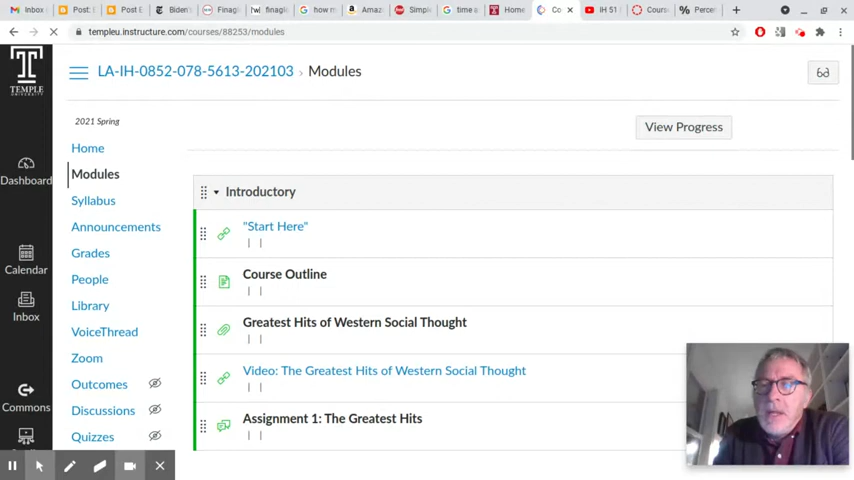 Inbox
Post: E
Post E
Biden'
Finagl
finagle
how m
Amaz
Simple
time a
Home
Co
IH 51
Cours
Percen
templeu.instructure.com/courses/88253/modules
TEMPLE
UNIVERSITY
LA-IH-0852-078-5613-202103 › Modules
2021 Spring
View Progress
Home
Modules
Introductory
Dashboard
Syllabus
"Start Here"
Announcements
Grades
Calendar
People
Course Outline
Library
Inbox
Greatest Hits of Western Social Thought
VoiceThread
Zoom
Video: The Greatest Hits of Western Social Thought
Outcomes
Commons
Discussions
Assignment 1: The Greatest Hits
Quizzes